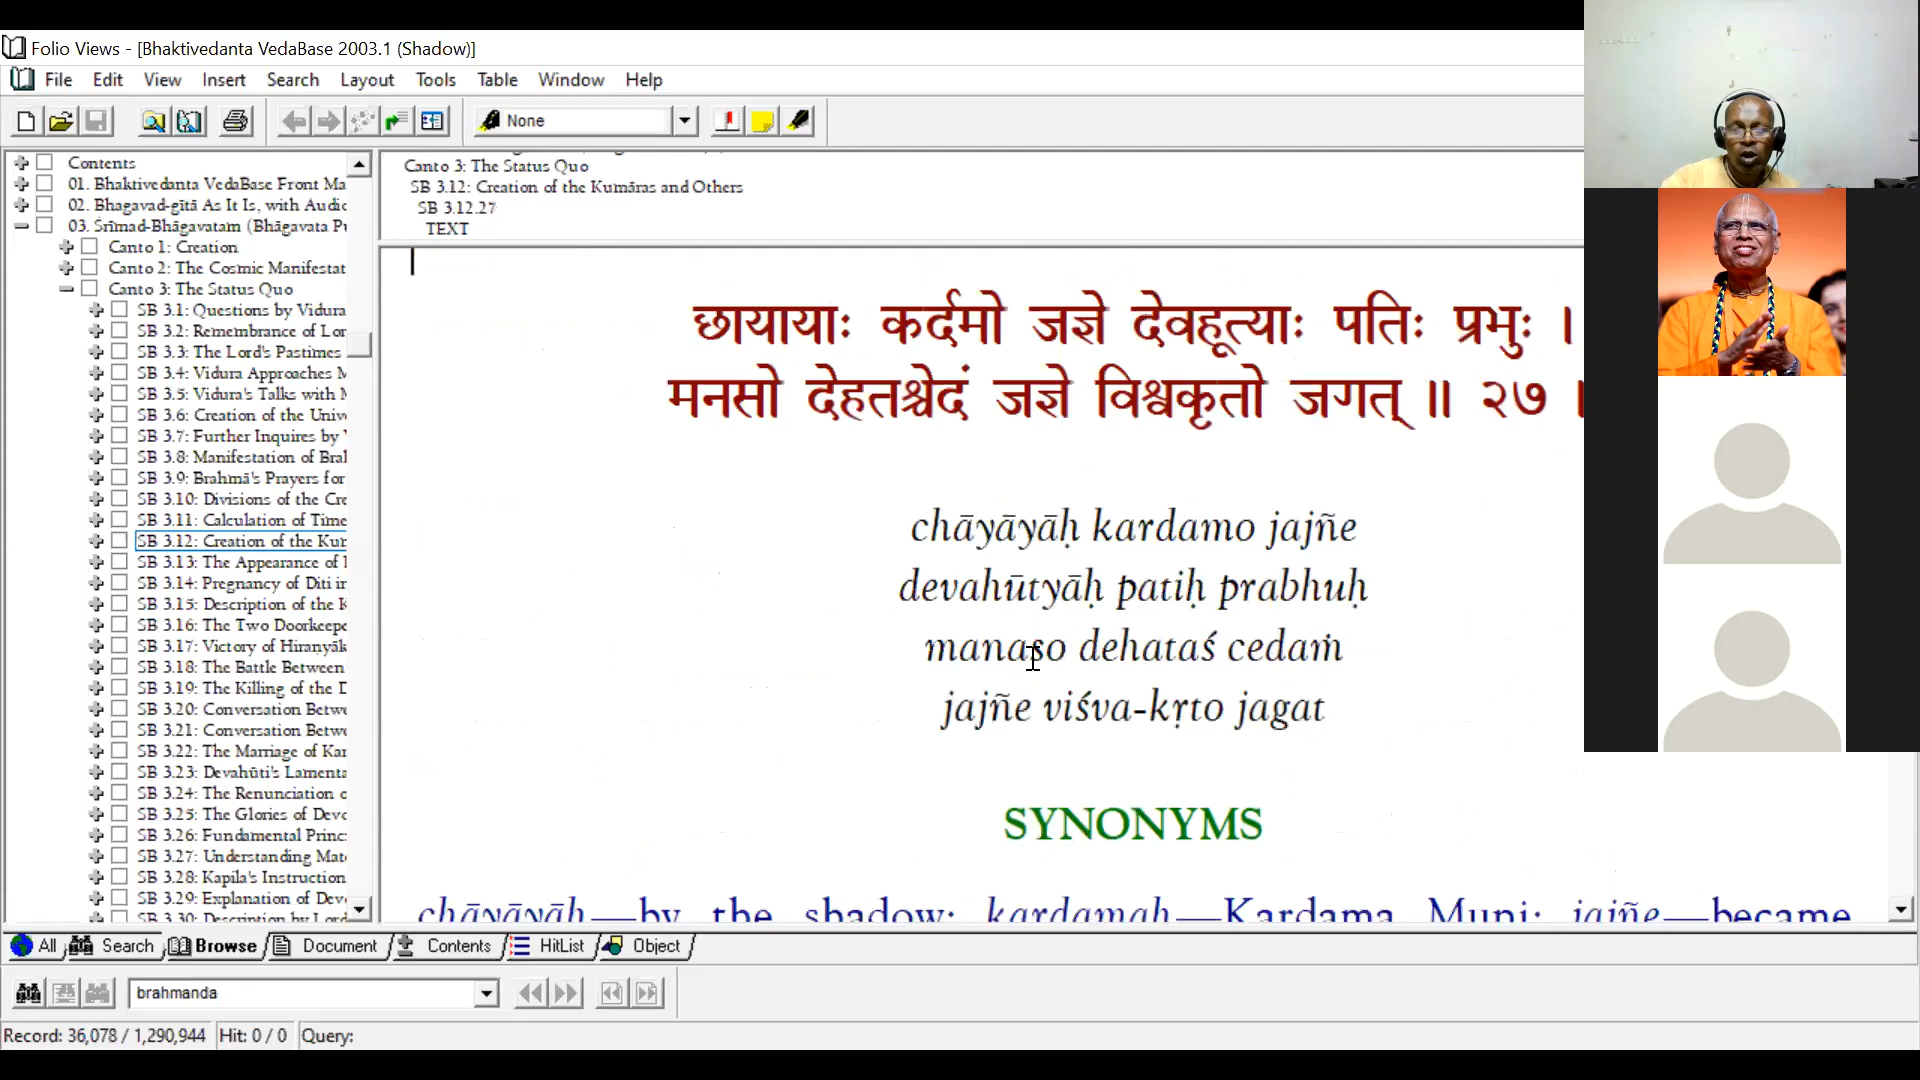 Folio Views - [Bhaktivedanta VedaBase 2003.1 (Shadow)]
File Edit View Insert Search Layout Tools Table Window Help
None
Contents
01. Bhaktivedanta VedaBase Front Ma
02. Bhagavad-gītā As It Is, with Audio
03. Śrīmad-Bhāgavatam (Bhāgavata Pu
Canto 1: Creation
Canto 2: The Cosmic Manifestat
Canto 3: The Status Quo
SB 3.1: Questions by Vidura
SB 3.2: Remembrance of Lor
SB 3.3: The Lord's Pastimes
SB 3.4: Vidura Approaches M
SB 3.5: Vidura's Talks with M
SB 3.6: Creation of the Univ
SB 3.7: Further Inquires by
SB 3.8: Manifestation of Bral
SB 3.9: Brahmā's Prayers for
SB 3.10: Divisions of the Cre
SB 3.11: Calculation of Time
SB 3.12: Creation of the Kur
SB 3.13: The Appearance of
SB 3.14: Pregnancy of Diti in
SB 3.15: Description of the K
SB 3.16: The Two Doorkeepe
SB 3.17: Victory of Hiraṇyāk
SB 3.18: The Battle Between
SB 3.19: The Killing of the D
SB 3.20: Conversation Betwe
SB 3.21: Conversation Betwe
SB 3.22: The Marriage of Kar
SB 3.23: Devahūti's Lamenta
SB 3.24: The Renunciation o
SB 3.25: The Glories of Devo
SB 3.26: Fundamental Princ
SB 3.27: Understanding Mate
SB 3.28: Kapila's Instruction
SB 3.29: Explanation of Dev
SB 3.30: Description by Lord
Canto 3: The Status Quo
SB 3.12: Creation of the Kumāras and Others
SB 3.12.27
TEXT
छायायाः कर्दमो जज्ञे देवहूत्याः पतिः प्रभुः ।
मनसो देहतश्चेदं जज्ञे विश्वकृतो जगत् ॥ २७ ।
chāyāyāḥ kardamo jajñe
devahūtyāḥ patiḥ prabhuḥ
manaso dehataś cedaṁ
jajñe viśva-kṛto jagat
SYNONYMS
chāyāyāḥ—by the shadow; kardamaḥ—Kardama Muni; jajñe—became
All Search Browse Document Contents HitList Object
brahmanda
Record: 36,078 / 1,290,944 Hit: 0 / 0 Query: